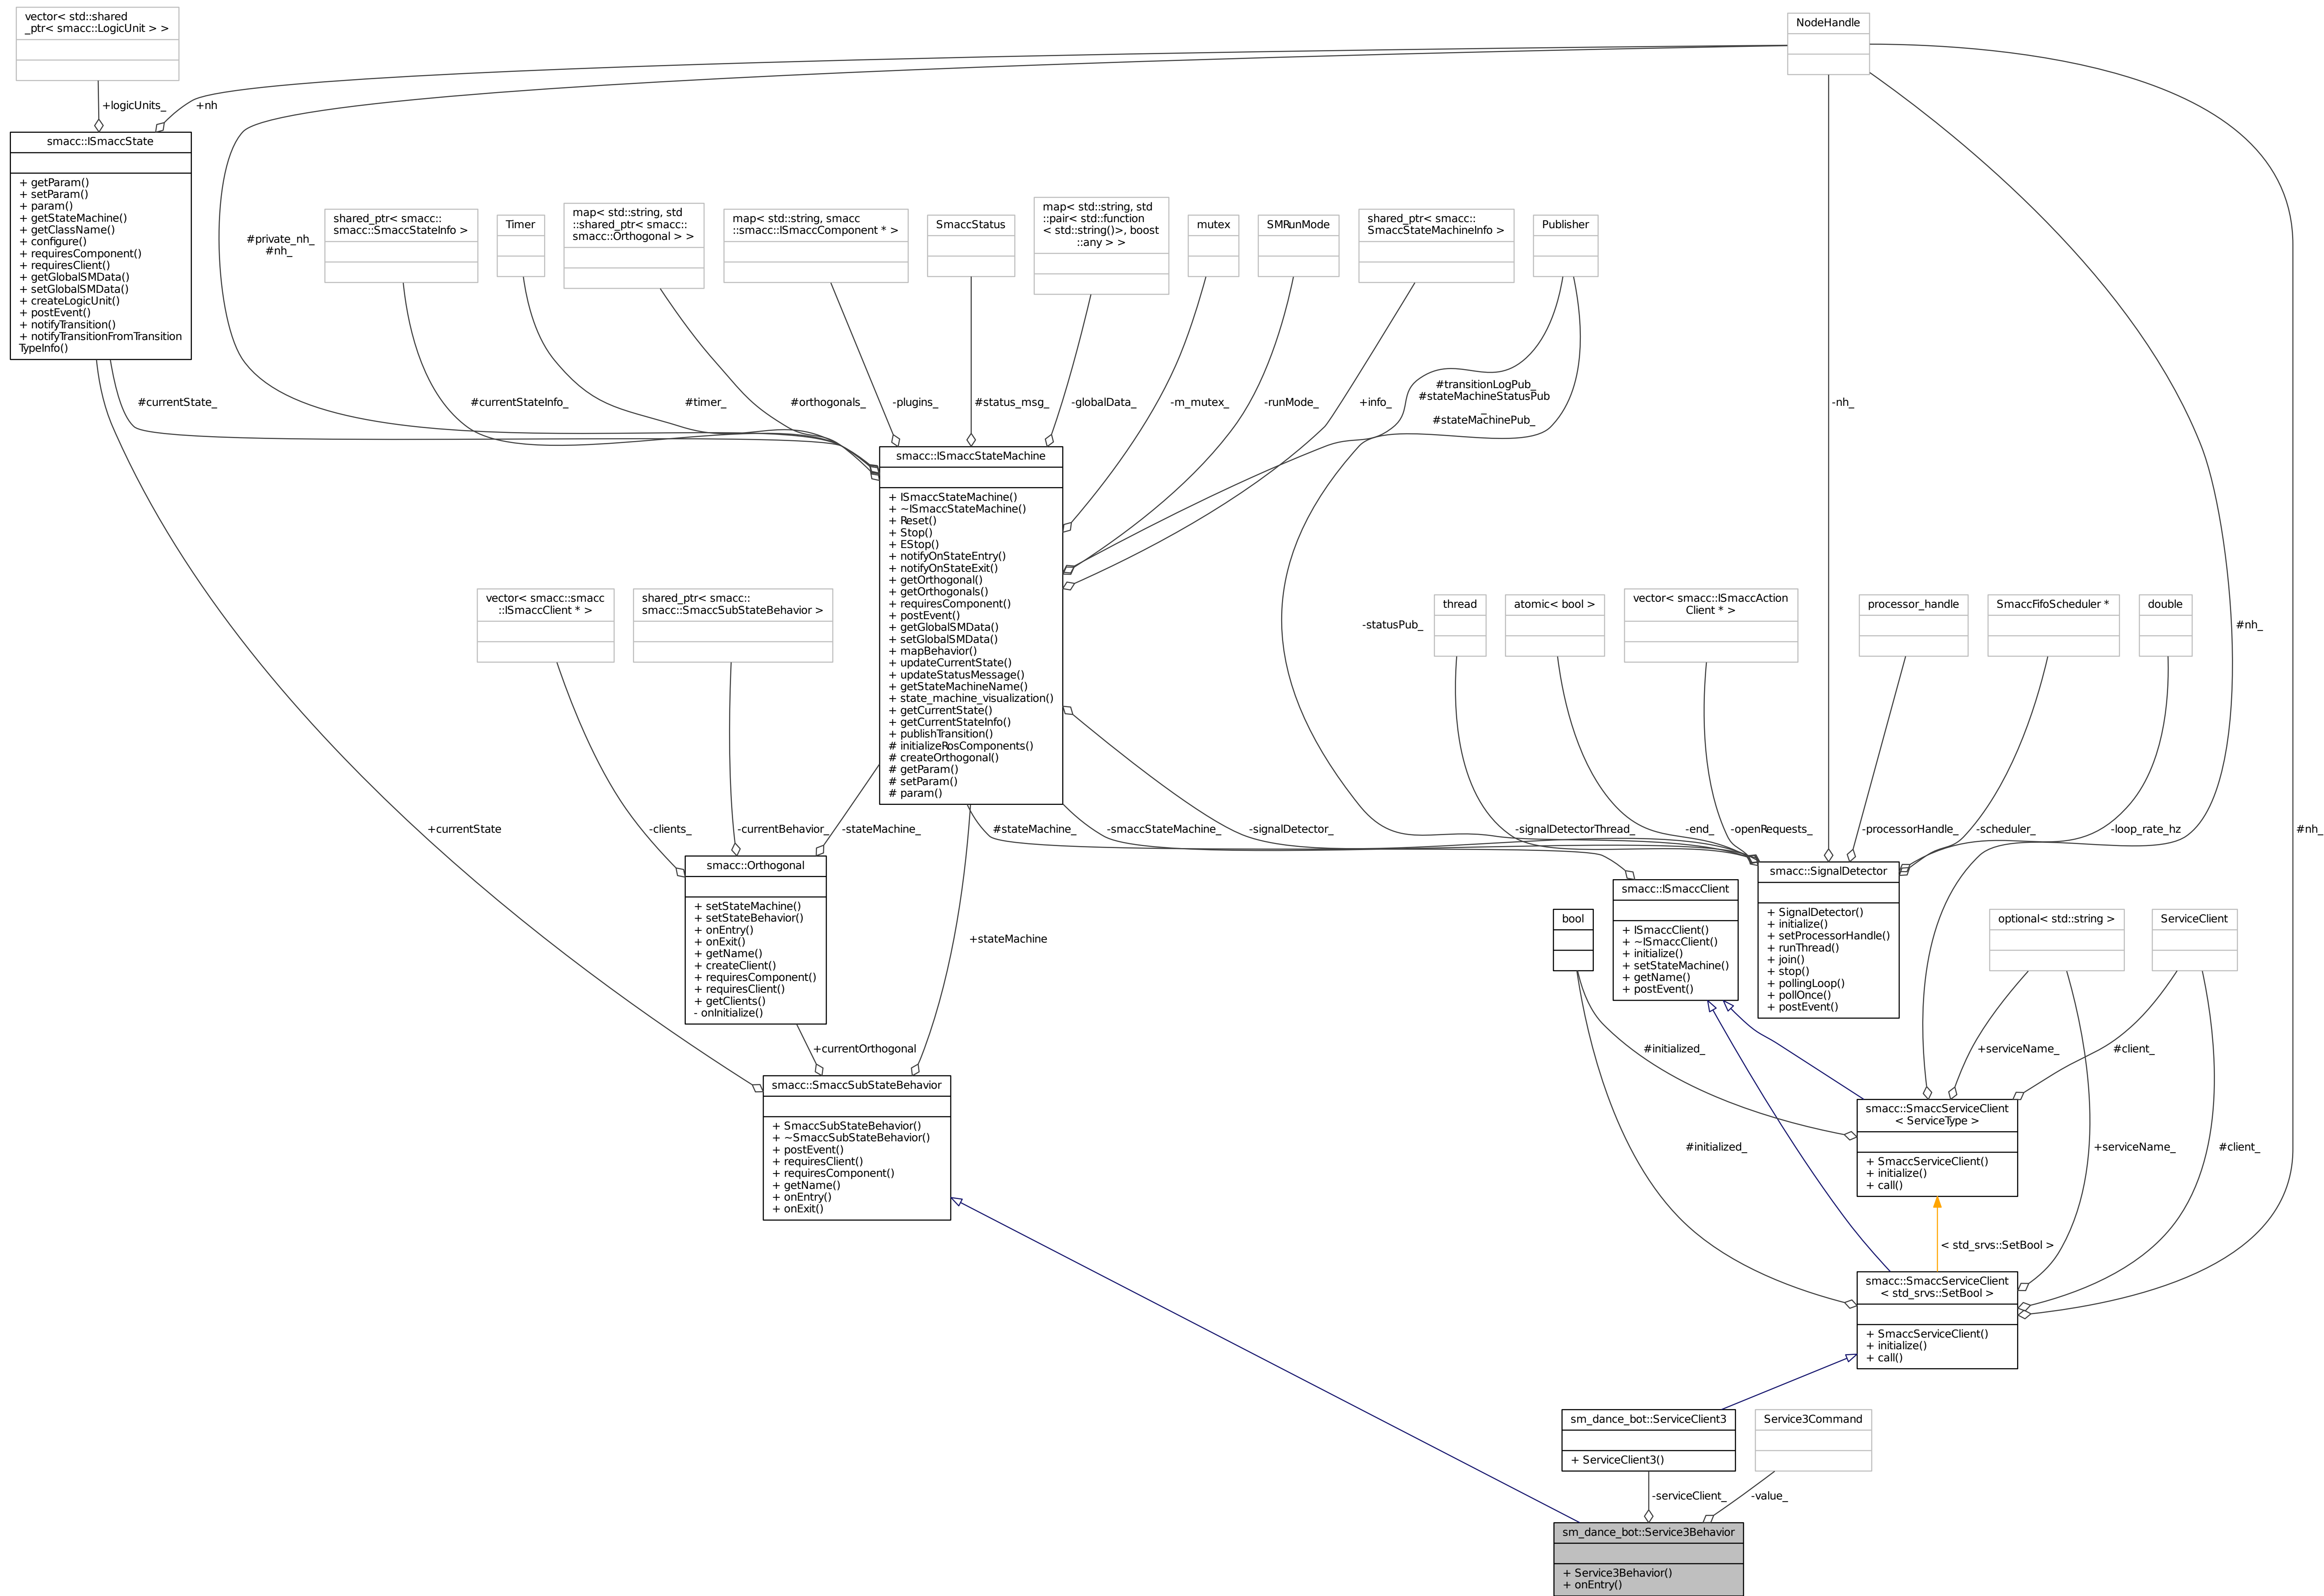 vector< std::shared
_ptr< smacc::LogicUnit > >
NodeHandle
+logicUnits_
+nh
smacc::ISmaccState
+ getParam()
+ setParam()
+ param()
+ getStateMachine()
+ getClassName()
+ configure()
+ requiresComponent()
+ requiresClient()
+ getGlobalSMData()
+ setGlobalSMData()
+ createLogicUnit()
+ postEvent()
+ notifyTransition()
+ notifyTransitionFromTransition
TypeInfo()
#private_nh_
#nh_
shared_ptr< smacc::
smacc::SmaccStateInfo >
Timer
map< std::string, std
::shared_ptr< smacc::
smacc::Orthogonal > >
map< std::string, smacc
::smacc::ISmaccComponent * >
SmaccStatus
map< std::string, std
::pair< std::function
< std::string()>, boost
::any > >
mutex
SMRunMode
shared_ptr< smacc::
SmaccStateMachineInfo >
Publisher
#currentState_
#currentStateInfo_
#timer_
#orthogonals_
-plugins_
#status_msg_
-globalData_
-m_mutex_
-runMode_
+info_
#transitionLogPub_
#stateMachineStatusPub
_
#stateMachinePub_
-nh_
smacc::ISmaccStateMachine
+ ISmaccStateMachine()
+ ~ISmaccStateMachine()
+ Reset()
+ Stop()
+ EStop()
+ notifyOnStateEntry()
+ notifyOnStateExit()
+ getOrthogonal()
+ getOrthogonals()
+ requiresComponent()
+ postEvent()
+ getGlobalSMData()
+ setGlobalSMData()
+ mapBehavior()
+ updateCurrentState()
+ updateStatusMessage()
+ getStateMachineName()
+ state_machine_visualization()
+ getCurrentState()
+ getCurrentStateInfo()
+ publishTransition()
# initializeRosComponents()
# createOrthogonal()
# getParam()
# setParam()
# param()
vector< smacc::smacc
::ISmaccClient * >
shared_ptr< smacc::
smacc::SmaccSubStateBehavior >
-statusPub_
thread
atomic< bool >
vector< smacc::ISmaccAction
Client * >
processor_handle
SmaccFifoScheduler *
double
#nh_
+currentState
-clients_
-currentBehavior_
-stateMachine_
#stateMachine_
-smaccStateMachine_
-signalDetector_
-signalDetectorThread_
-end_
-openRequests_
-processorHandle_
-scheduler_
-loop_rate_hz
#nh_
smacc::Orthogonal
+ setStateMachine()
+ setStateBehavior()
+ onEntry()
+ onExit()
+ getName()
+ createClient()
+ requiresComponent()
+ requiresClient()
+ getClients()
- onInitialize()
+stateMachine
bool
smacc::ISmaccClient
+ ISmaccClient()
+ ~ISmaccClient()
+ initialize()
+ setStateMachine()
+ getName()
+ postEvent()
smacc::SignalDetector
+ SignalDetector()
+ initialize()
+ setProcessorHandle()
+ runThread()
+ join()
+ stop()
+ pollingLoop()
+ pollOnce()
+ postEvent()
optional< std::string >
ServiceClient
+currentOrthogonal
#initialized_
+serviceName_
#client_
smacc::SmaccSubStateBehavior
+ SmaccSubStateBehavior()
+ ~SmaccSubStateBehavior()
+ postEvent()
+ requiresClient()
+ requiresComponent()
+ getName()
+ onEntry()
+ onExit()
smacc::SmaccServiceClient
< ServiceType >
+ SmaccServiceClient()
+ initialize()
+ call()
#initialized_
+serviceName_
#client_
< std_srvs::SetBool >
smacc::SmaccServiceClient
< std_srvs::SetBool >
+ SmaccServiceClient()
+ initialize()
+ call()
sm_dance_bot::ServiceClient3
+ ServiceClient3()
Service3Command
-serviceClient_
-value_
sm_dance_bot::Service3Behavior
+ Service3Behavior()
+ onEntry()